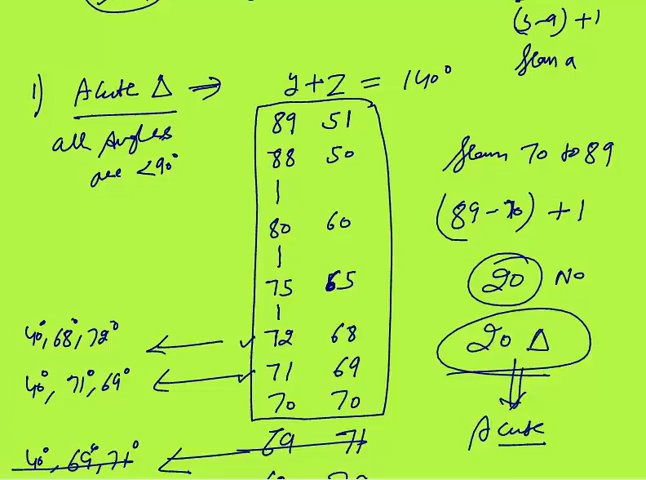 (5-9) + 1
from a
1) Acute Δ ⇒ y+z = 140°
all Angles
are <90°
89 51
88 50
|
80 60
|
75 65
|
72 68
71 69
70 70
69 71
40°, 68°, 72°
40°, 71°, 69°
40°, 69°, 71°
from 70 to 89
(89-70) + 1
20 No
20 Δ
Acute